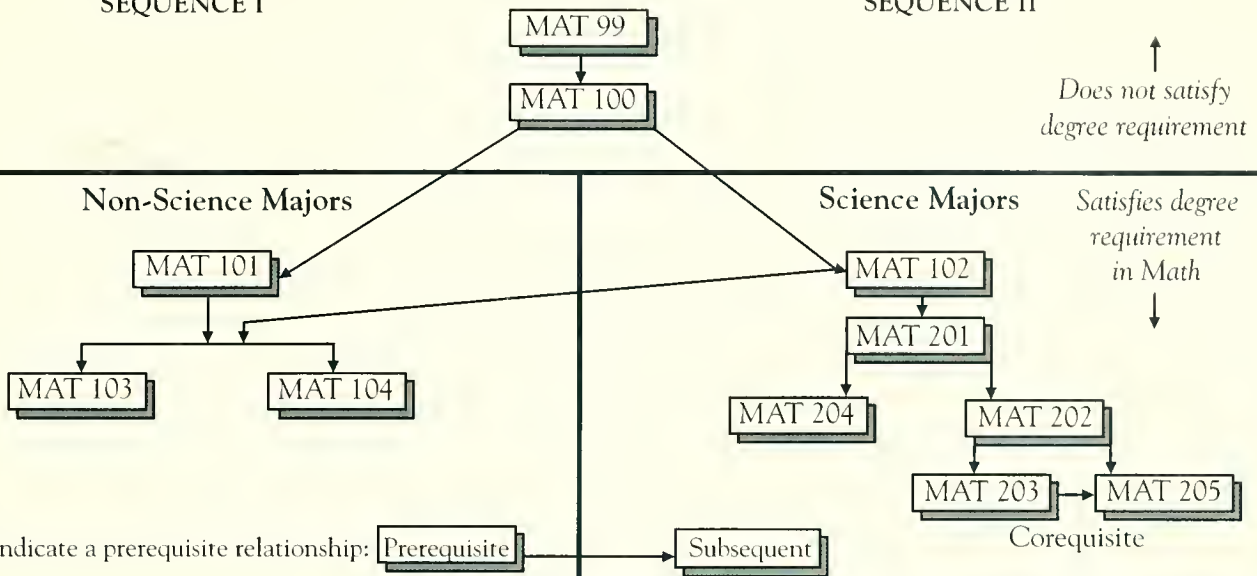 SEQUENCE I
SEQUENCE II
MAT 99
MAT 100
Does not satisfy
degree requirement
Non-Science Majors
Science Majors
Satisfies degree
requirement
in Math
MAT 101
MAT 102
MAT 201
MAT 103
MAT 104
MAT 204
MAT 202
MAT 203
MAT 205
Corequisite
ndicate a prerequisite relationship: Prerequisite
Subsequent